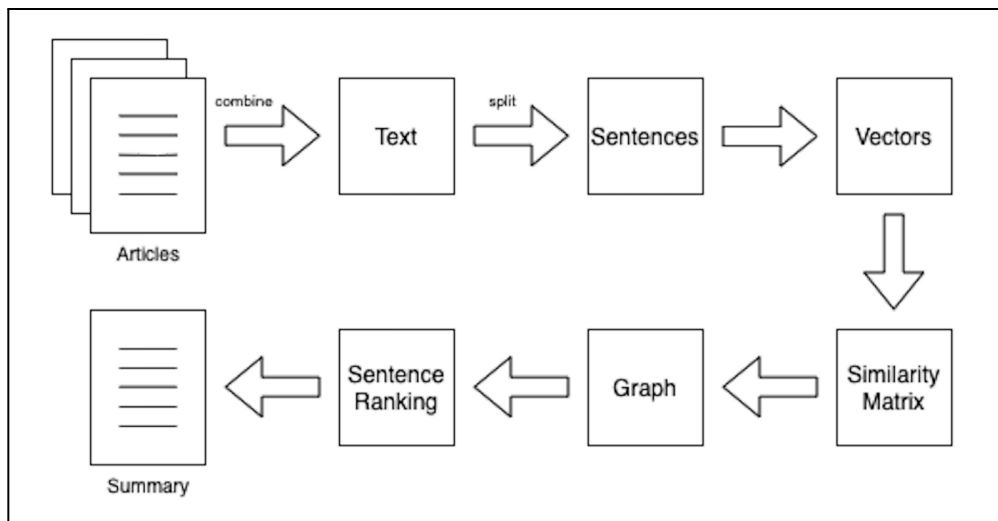 combine
split
Text
Sentences
Vectors
Articles
Sentence
Ranking
Graph
Similarity
Matrix
Summary